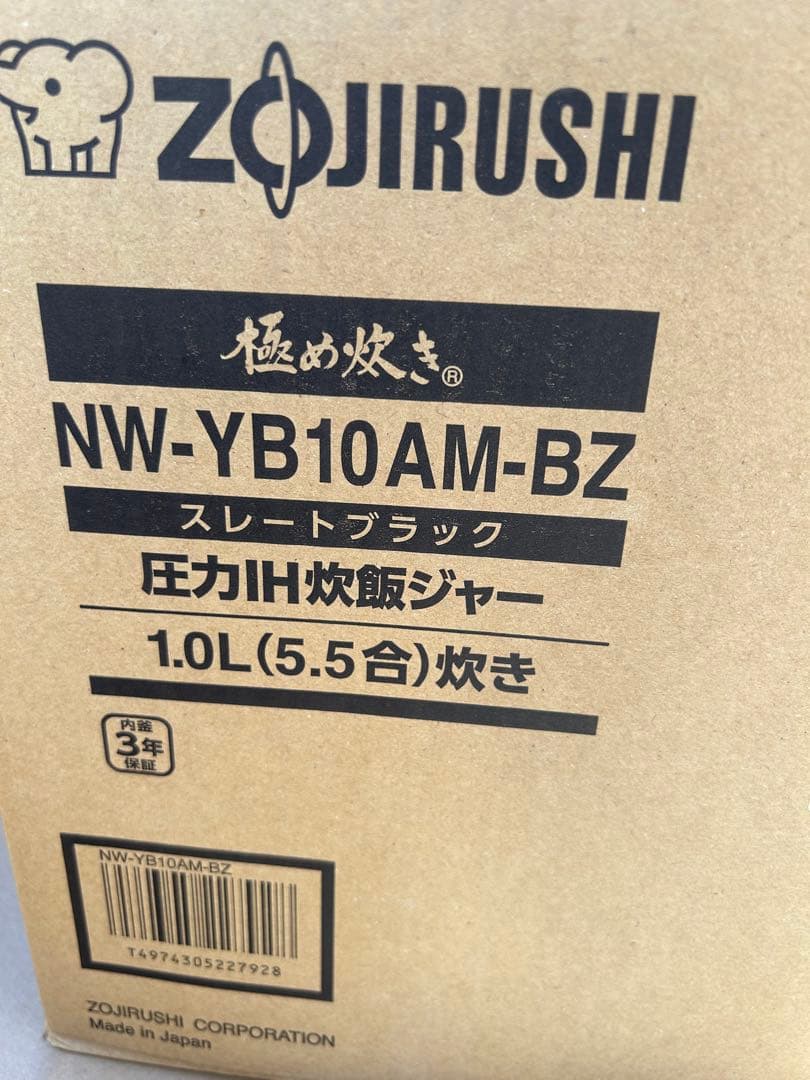 ZOJIRUSHI
極め炊き®
NW-YB10AM-BZ
スレートブラック
圧力IH炊飯ジャー
1.0L(5.5合)炊き
内釜
3年
保証
NW-YB10AM-BZ
T4974305227928
ZOJIRUSHI CORPORATION
Made in Japan